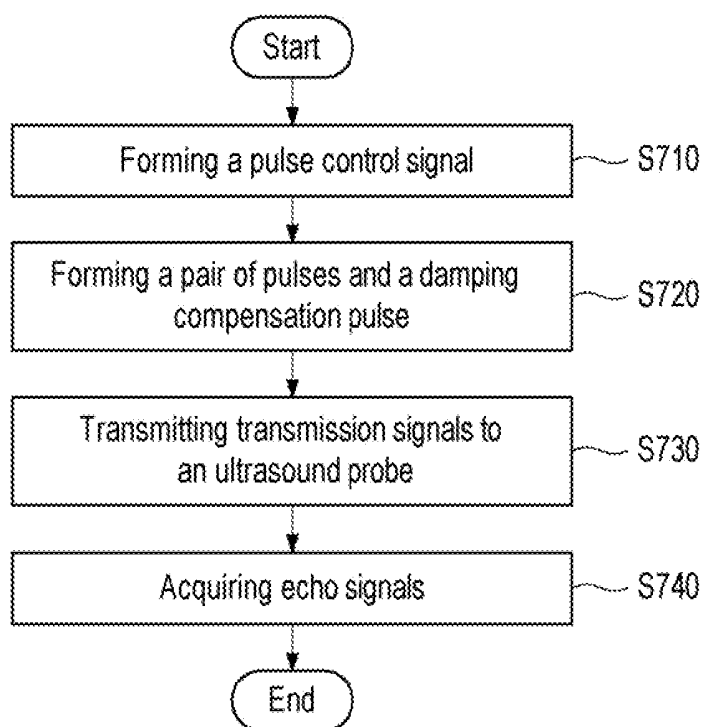 Start
Forming a pulse control signal
S710
Forming a pair of pulses and a damping
compensation pulse
S720
Transmitting transmission signals to
an ultrasound probe
S730
Acquiring echo signals
S740
End